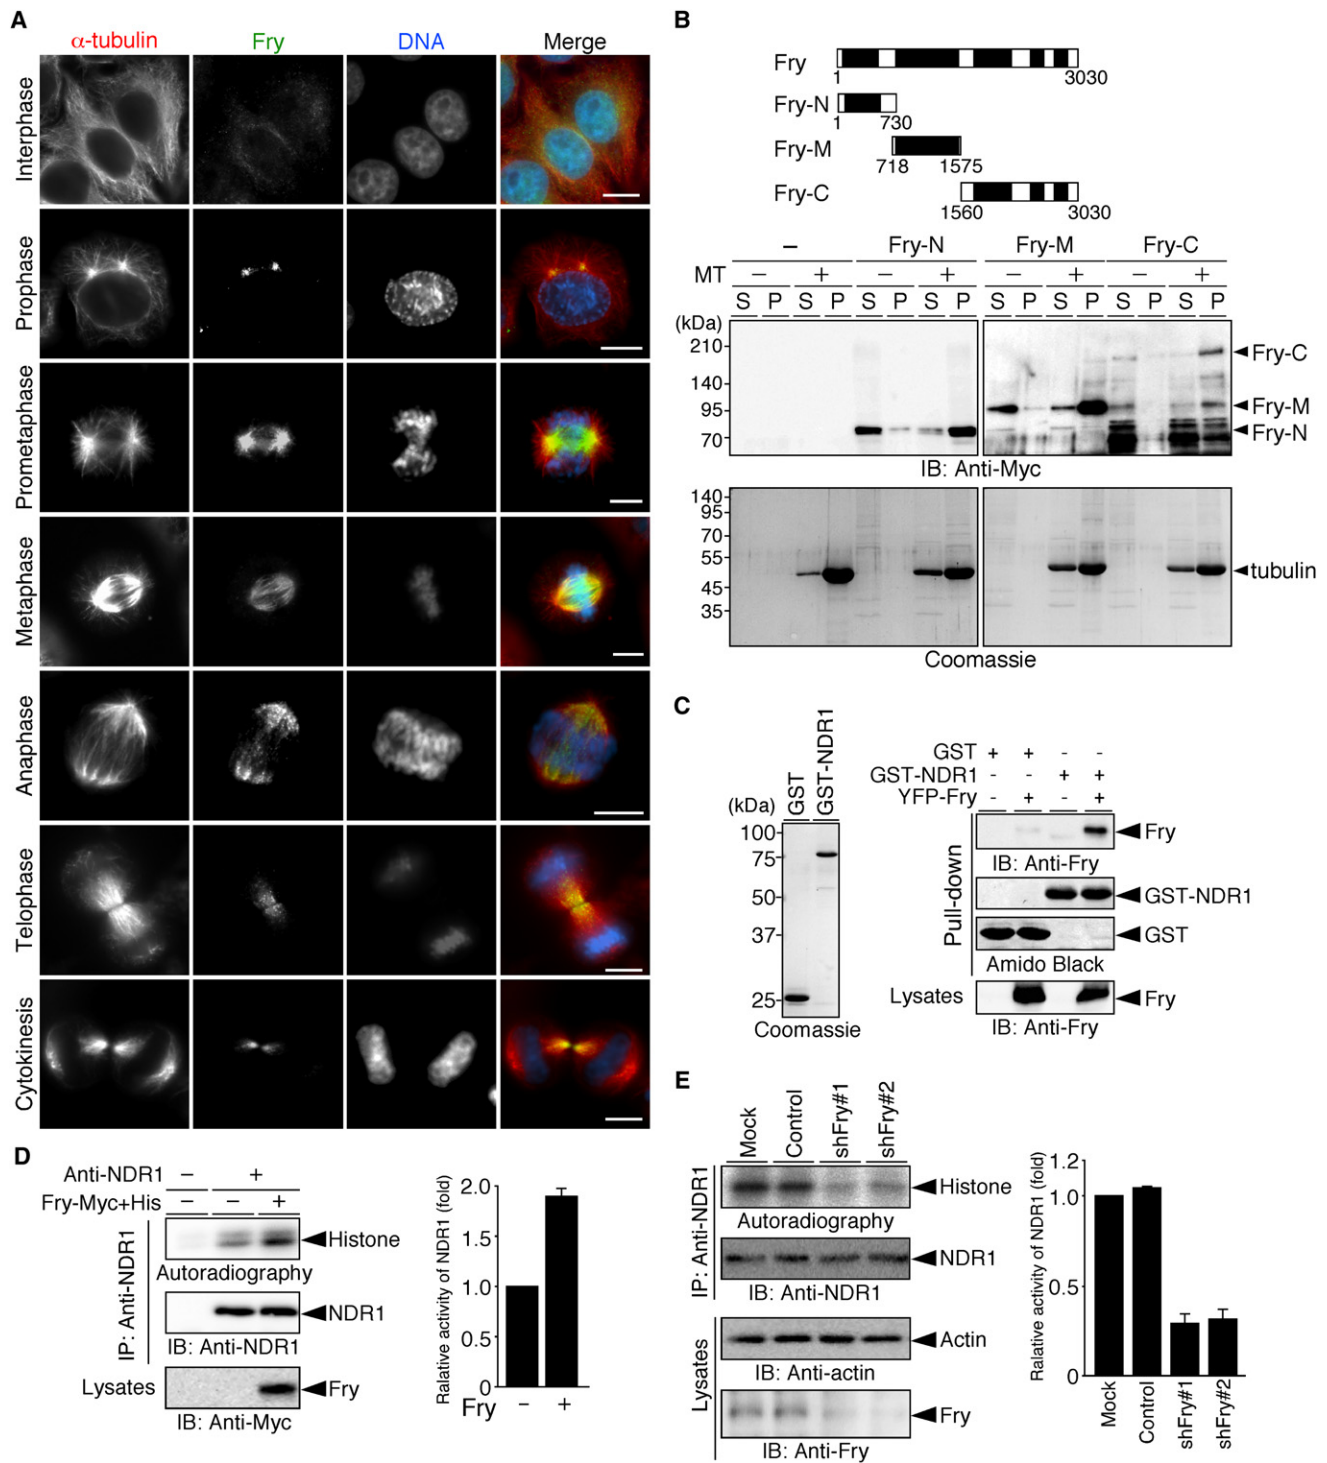 A
α-tubulin Fry DNA Merge
Interphase
Prophase
Prometaphase
Metaphase
Anaphase
Telophase
Cytokinesis
B
Fry
1 3030
Fry-N
1 730
Fry-M
718 1575
Fry-C
1560 3030
– Fry-N Fry-M Fry-C
MT – + – + – + – +
S P S P S P S P S P S P S P S P
(kDa)
210
140
95
70
Fry-C
Fry-M
Fry-N
IB: Anti-Myc
140
95
70
55
45
35
tubulin
Coomassie
C
GST
GST-NDR1
(kDa)
100
75
50
37
25
Coomassie
GST + + - -
GST-NDR1 - - + +
YFP-Fry - + - +
Pull-down
Fry
IB: Anti-Fry
GST-NDR1
GST
Amido Black
Lysates
Fry
IB: Anti-Fry
D
Anti-NDR1 – +
Fry-Myc+His – – +
IP: Anti-NDR1
Histone
Autoradiography
NDR1
IB: Anti-NDR1
Lysates
Fry
IB: Anti-Myc
Ralative activity of NDR1 (fold)
2.0
1.5
1.0
0.5
0
Fry – +
E
Mock
Control
shFry#1
shFry#2
IP: Anti-NDR1
Histone
Autoradiography
NDR1
IB: Anti-NDR1
Lysates
Actin
IB: Anti-actin
Fry
IB: Anti-Fry
Ralative activity of NDR1 (fold)
1.2
1.0
0.5
0
Mock
Control
shFry#1
shFry#2